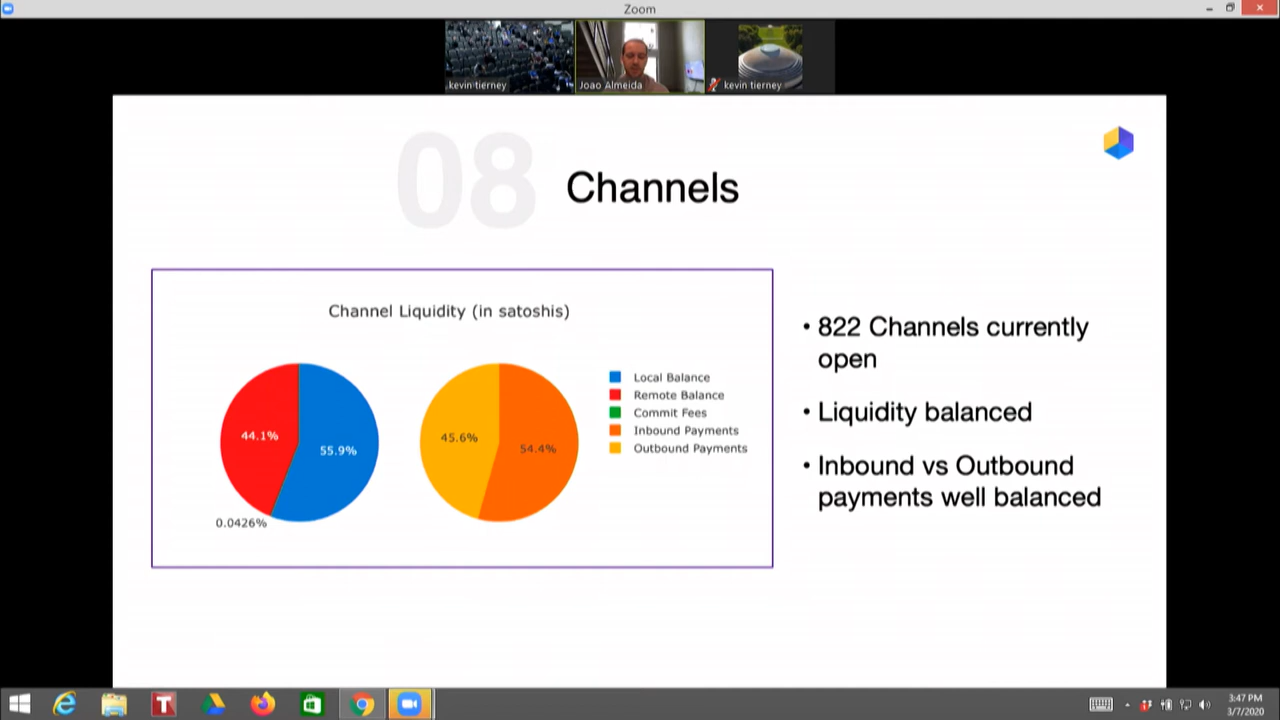 Zoom
kevin tierney
Joao Almeida
kevin tierney
08
Channels
Channel Liquidity (in satoshis)
44.1%
55.9%
0.0426%
45.6%
54.4%
Local Balance
Remote Balance
Commit Fees
Inbound Payments
Outbound Payments
• 822 Channels currently
open
• Liquidity balanced
• Inbound vs Outbound
payments well balanced
3:47 PM
3/7/2020